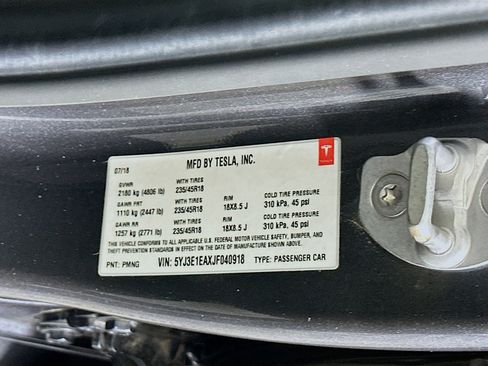 MFD BY TESLA, INC.
07/18
GVWR WITH TIRES
2180 kg (4806 lb) 235/45R18
GAWR FRT WITH TIRES RIM COLD TIRE PRESSURE
1110 kg (2447 lb) 235/45R18 18X8.5 J 310 kPa, 45 psi
GAWR RR WITH TIRES RIM COLD TIRE PRESSURE
1257 kg (2771 lb) 235/45R18 18X8.5 J 310 kPa, 45 psi
THIS VEHICLE CONFORMS TO ALL APPLICABLE U.S. FEDERAL MOTOR VEHICLE SAFETY, BUMPER, AND
THEFT PREVENTION STANDARDS IN EFFECT ON THE DATE OF MANUFACTURE SHOWN ABOVE.
PNT: PMNG VIN: 5YJ3E1EAXJF040918 TYPE: PASSENGER CAR